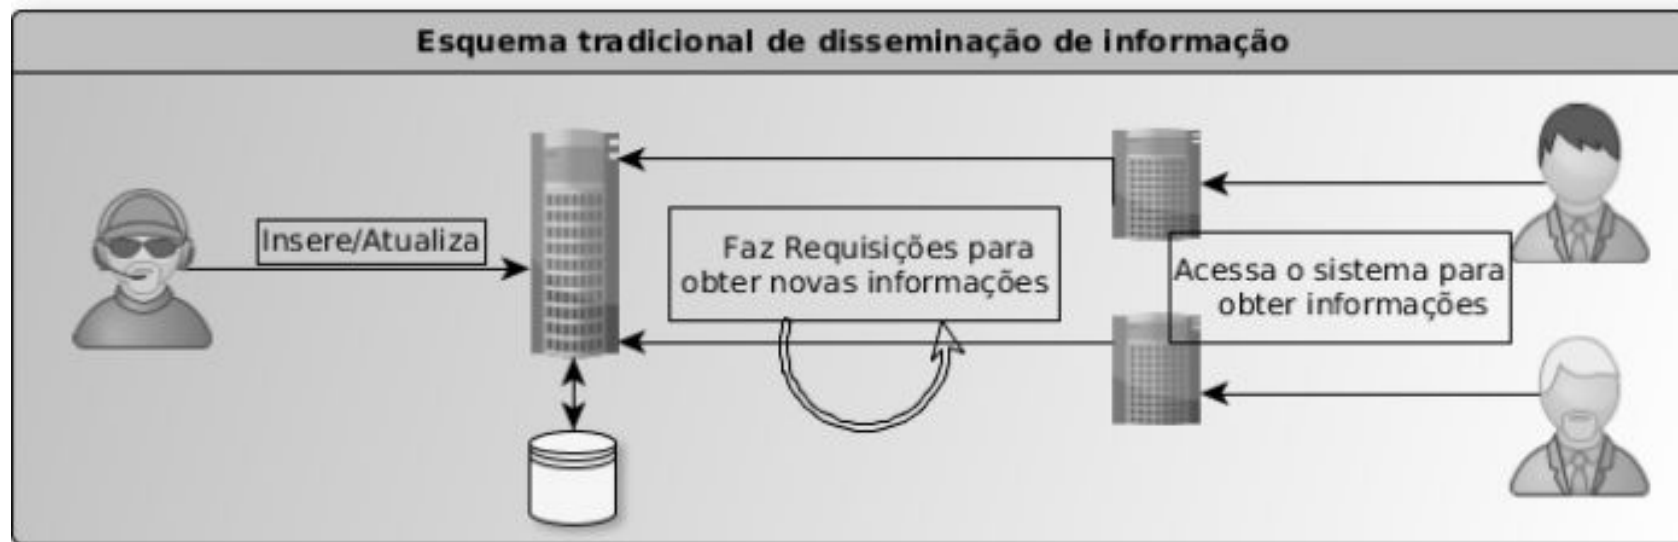 Esquema tradicional de disseminação de informação
Insere/Atualiza
Faz Requisições para
obter novas informações
Acessa o sistema para
obter informações